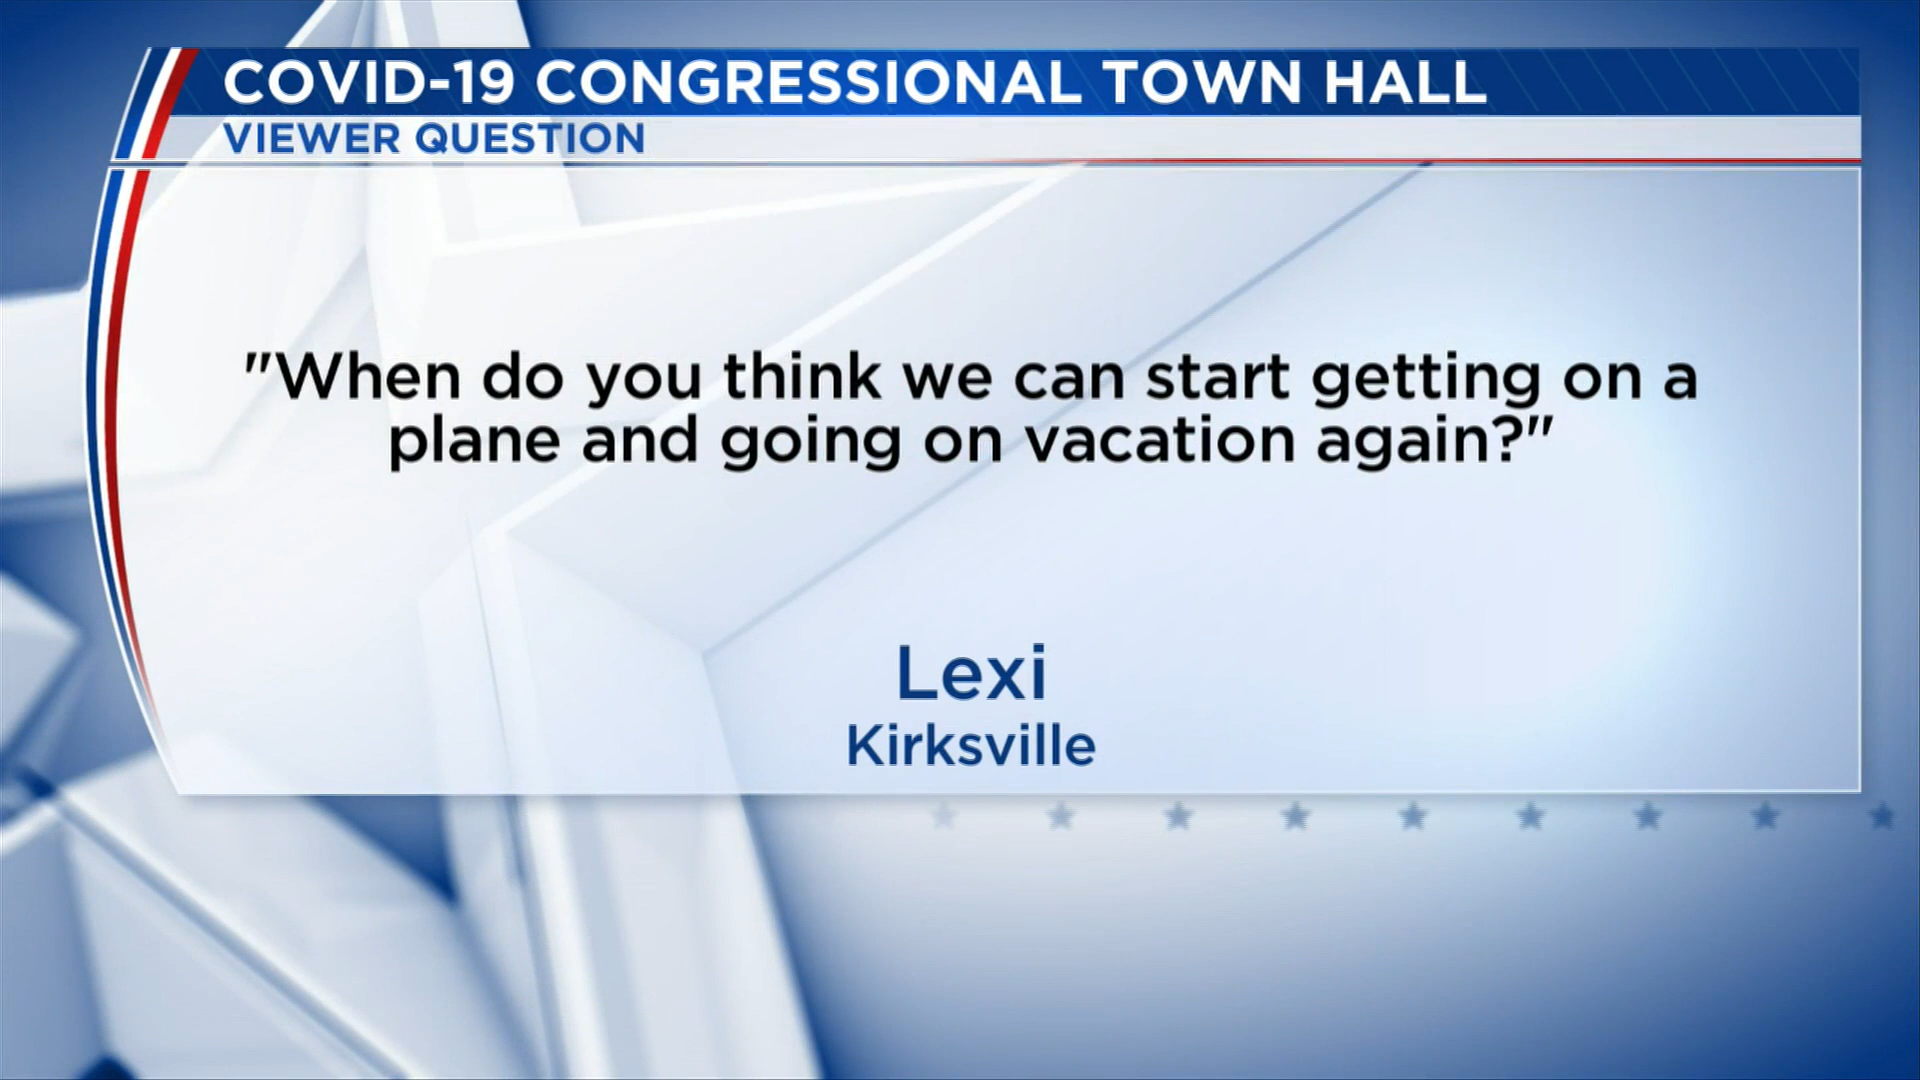 COVID-19 CONGRESSIONAL TOWN HALL
VIEWER QUESTION
"When do you think we can start getting on a
plane and going on vacation again?"
Lexi
Kirksville